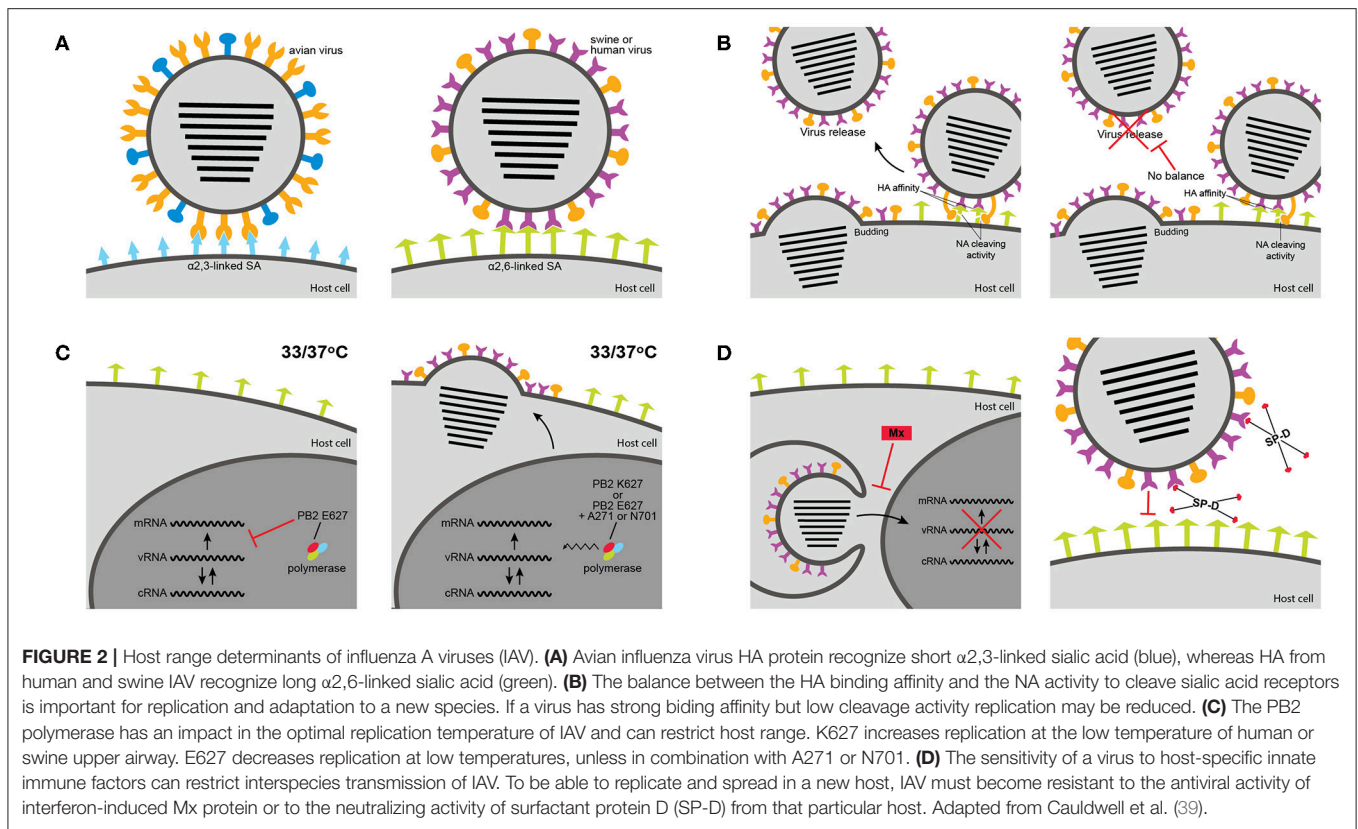 A
avian virus
α2,3-linked SA
Host cell
swine or
human virus
α2,6-linked SA
Host cell
B
Virus release
HA affinity
Budding
NA cleaving
activity
Host cell
Virus release
No balance
HA affinity
Budding
NA cleaving
activity
Host cell
C
33/37ºC
Host cell
PB2 E627
mRNA
vRNA
cRNA
polymerase
33/37ºC
Host cell
PB2 K627
or
PB2 E627
+ A271 or N701
mRNA
vRNA
cRNA
polymerase
D
Host cell
Mx
mRNA
vRNA
cRNA
SP-D
SP-D
Host cell
FIGURE 2 | Host range determinants of influenza A viruses (IAV). (A) Avian influenza virus HA protein recognize short α2,3-linked sialic acid (blue), whereas HA from
human and swine IAV recognize long α2,6-linked sialic acid (green). (B) The balance between the HA binding affinity and the NA activity to cleave sialic acid receptors
is important for replication and adaptation to a new species. If a virus has strong biding affinity but low cleavage activity replication may be reduced. (C) The PB2
polymerase has an impact in the optimal replication temperature of IAV and can restrict host range. K627 increases replication at the low temperature of human or
swine upper airway. E627 decreases replication at low temperatures, unless in combination with A271 or N701. (D) The sensitivity of a virus to host-specific innate
immune factors can restrict interspecies transmission of IAV. To be able to replicate and spread in a new host, IAV must become resistant to the antiviral activity of
interferon-induced Mx protein or to the neutralizing activity of surfactant protein D (SP-D) from that particular host. Adapted from Cauldwell et al. (39).